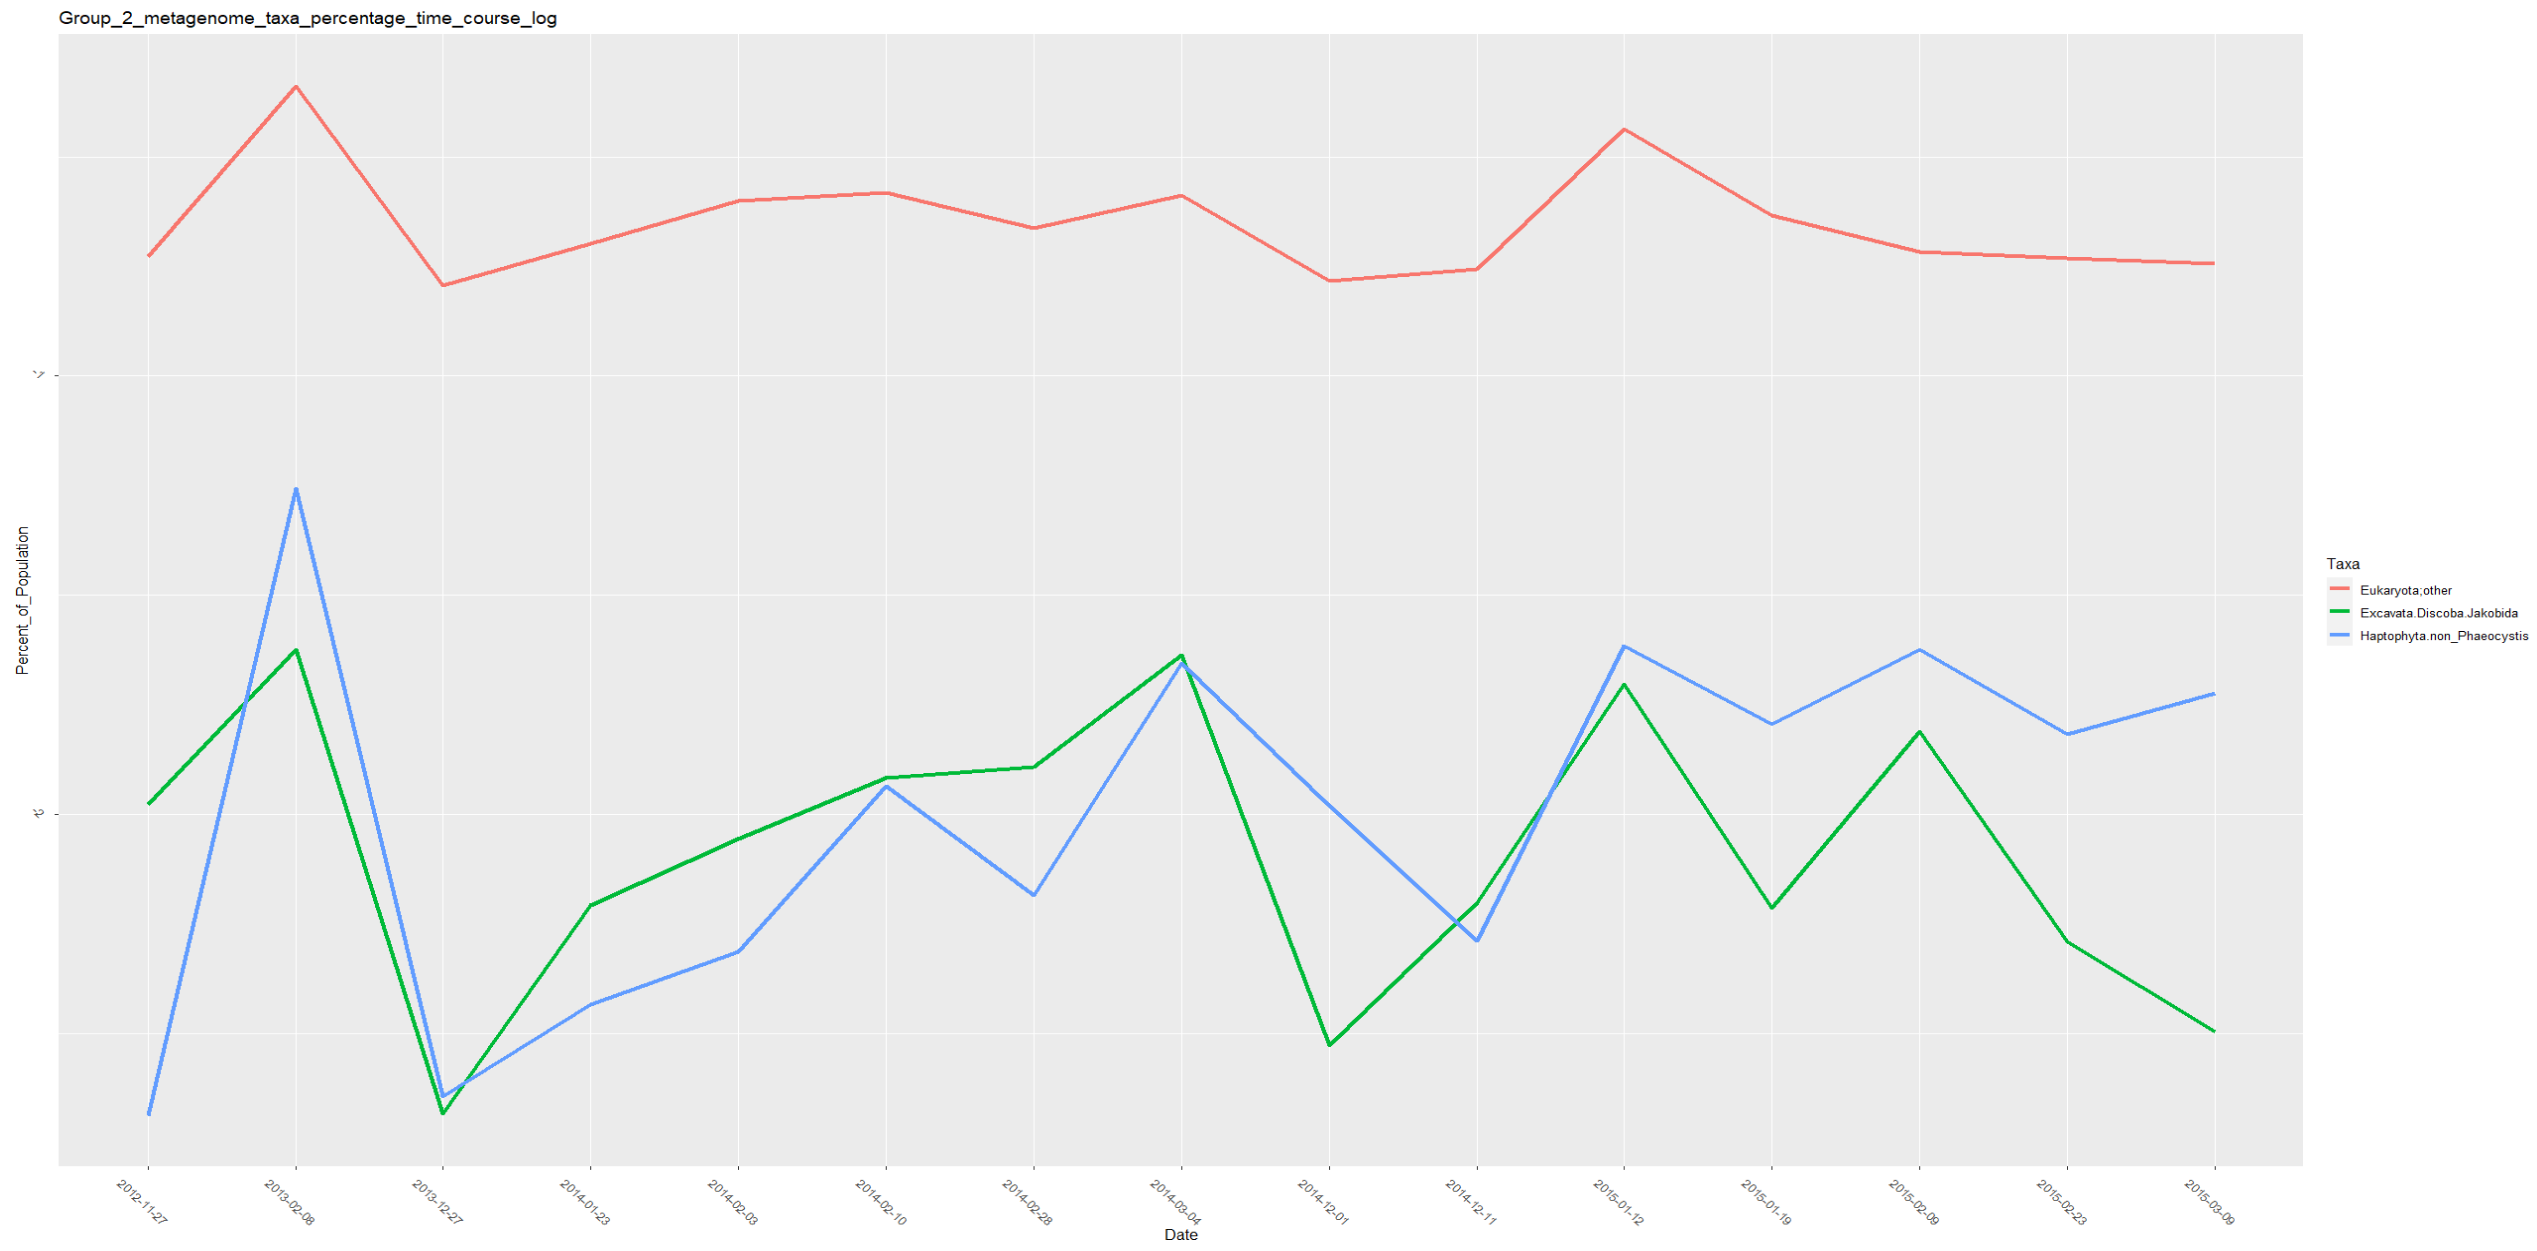 Group_2_metagenome_taxa_percentage_time_course_log
-1
-2
Percent_of_Population
2012-11-27
2013-02-08
2013-12-27
2014-01-23
2014-02-03
2014-02-10
2014-02-28
2014-03-04
2014-12-01
2014-12-11
2015-01-12
2015-01-19
2015-02-09
2015-02-23
2015-03-09
Date
Taxa
Eukaryota;other
Excavata.Discoba.Jakobida
Haptophyta.non_Phaeocystis